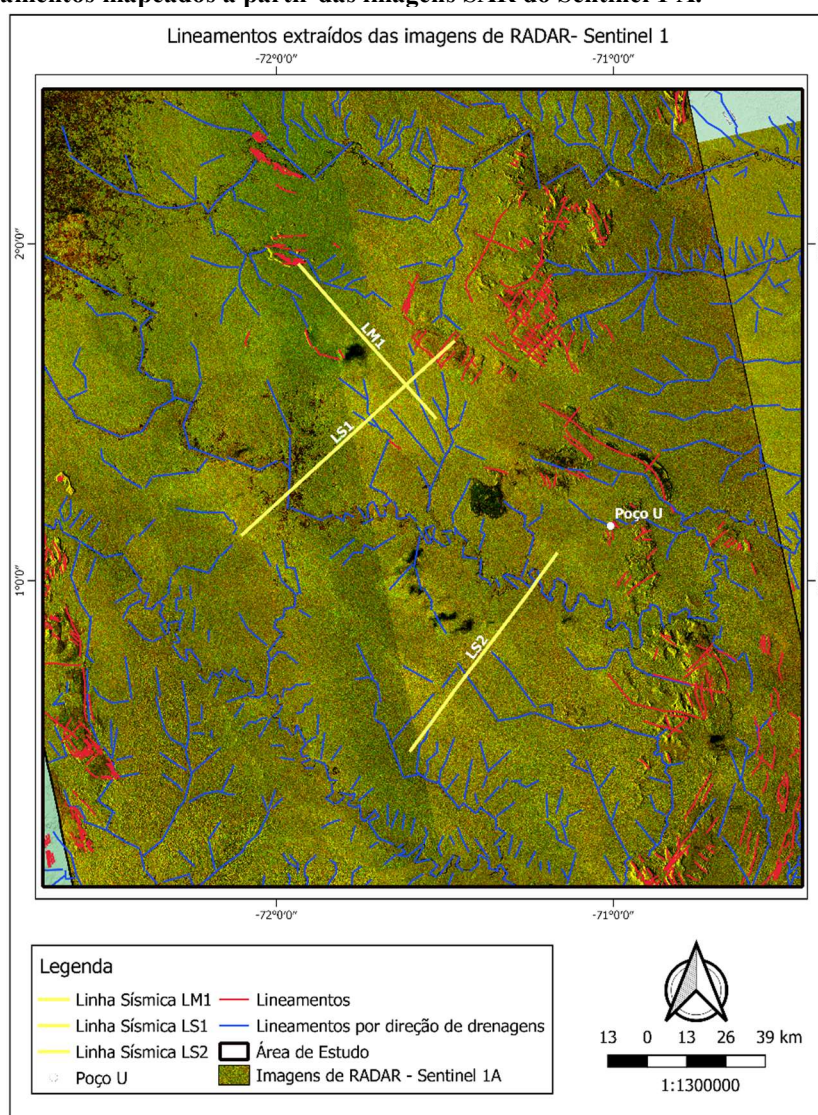 amentos mapeados a partir das imagens SAR do Sentinel 1 A.
Lineamentos extraídos das imagens de RADAR- Sentinel 1
-72°0'0" -71°0'0"
2°0'0"
LM1
LS1
Poço U
1°0'0"
LS2
-72°0'0" -71°0'0"
Legenda
Linha Sísmica LM1 Lineamentos
Linha Sísmica LS1 Lineamentos por direção de drenagens
Linha Sísmica LS2 Área de Estudo
Poço U Imagens de RADAR - Sentinel 1A
13 0 13 26 39 km
1:1300000